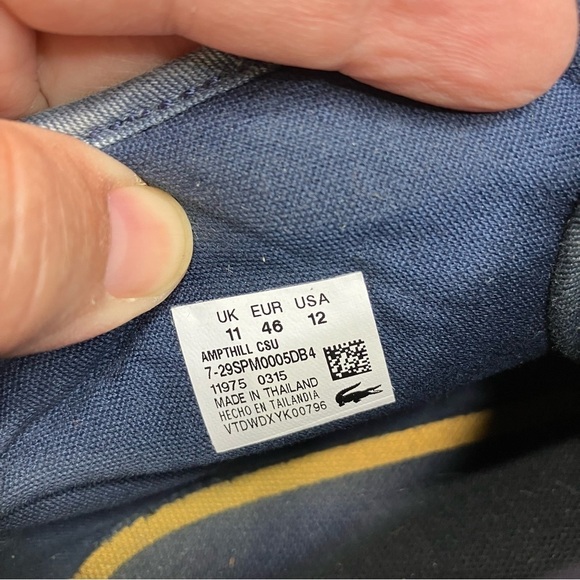 UK EUR USA
11 46 12
AMPTHILL CSU
7-29SPM0005DB4
11975 0315
MADE IN THAILAND
HECHO EN TAILANDIA
VTDWDXYK00796